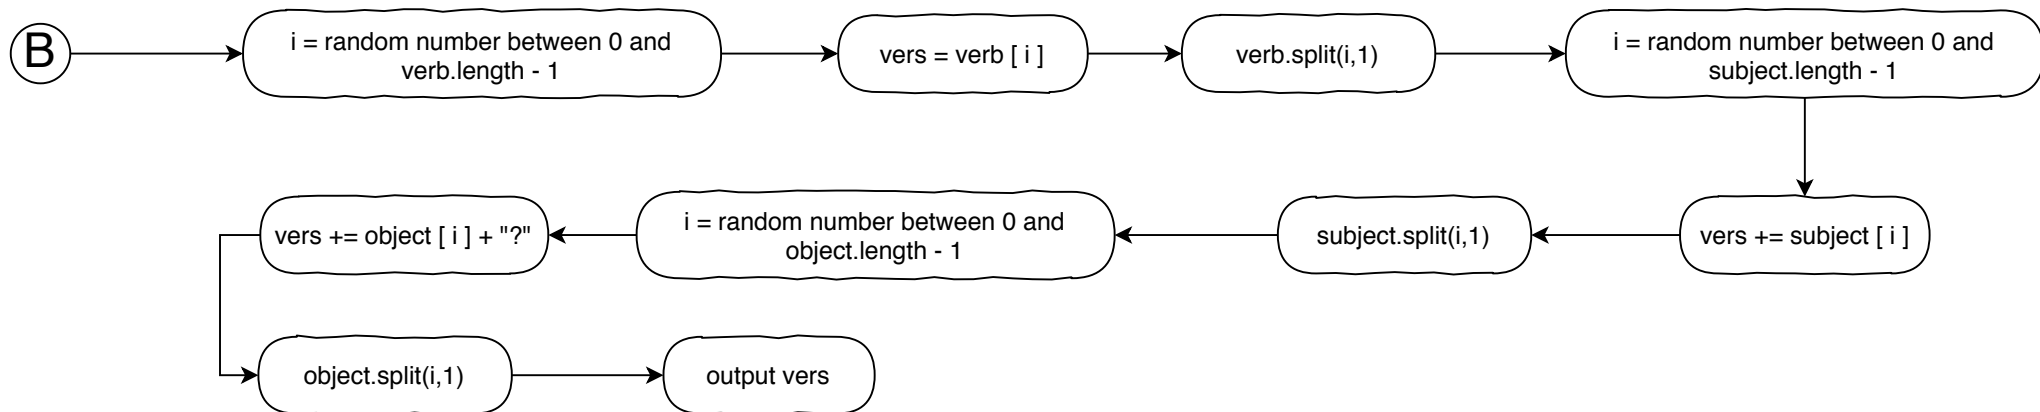 B
i = random number between 0 and
verb.length - 1
vers = verb [ i ]
verb.split(i,1)
i = random number between 0 and
subject.length - 1
vers += subject [ i ]
subject.split(i,1)
i = random number between 0 and
object.length - 1
vers += object [ i ] + "?"
object.split(i,1)
output vers